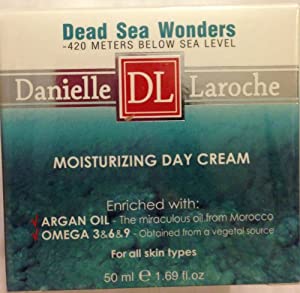 Dead Sea Wonders
~420 METERS BELOW SEA LEVEL
Danielle DL Laroche
MOISTURIZING DAY CREAM
Enriched with:
√ ARGAN OIL - The miraculous oil from Morocco
√ OMEGA 3&6&9 - Obtained from a vegetal source
For all skin types
50 ml ℮ 1.69 fl.oz